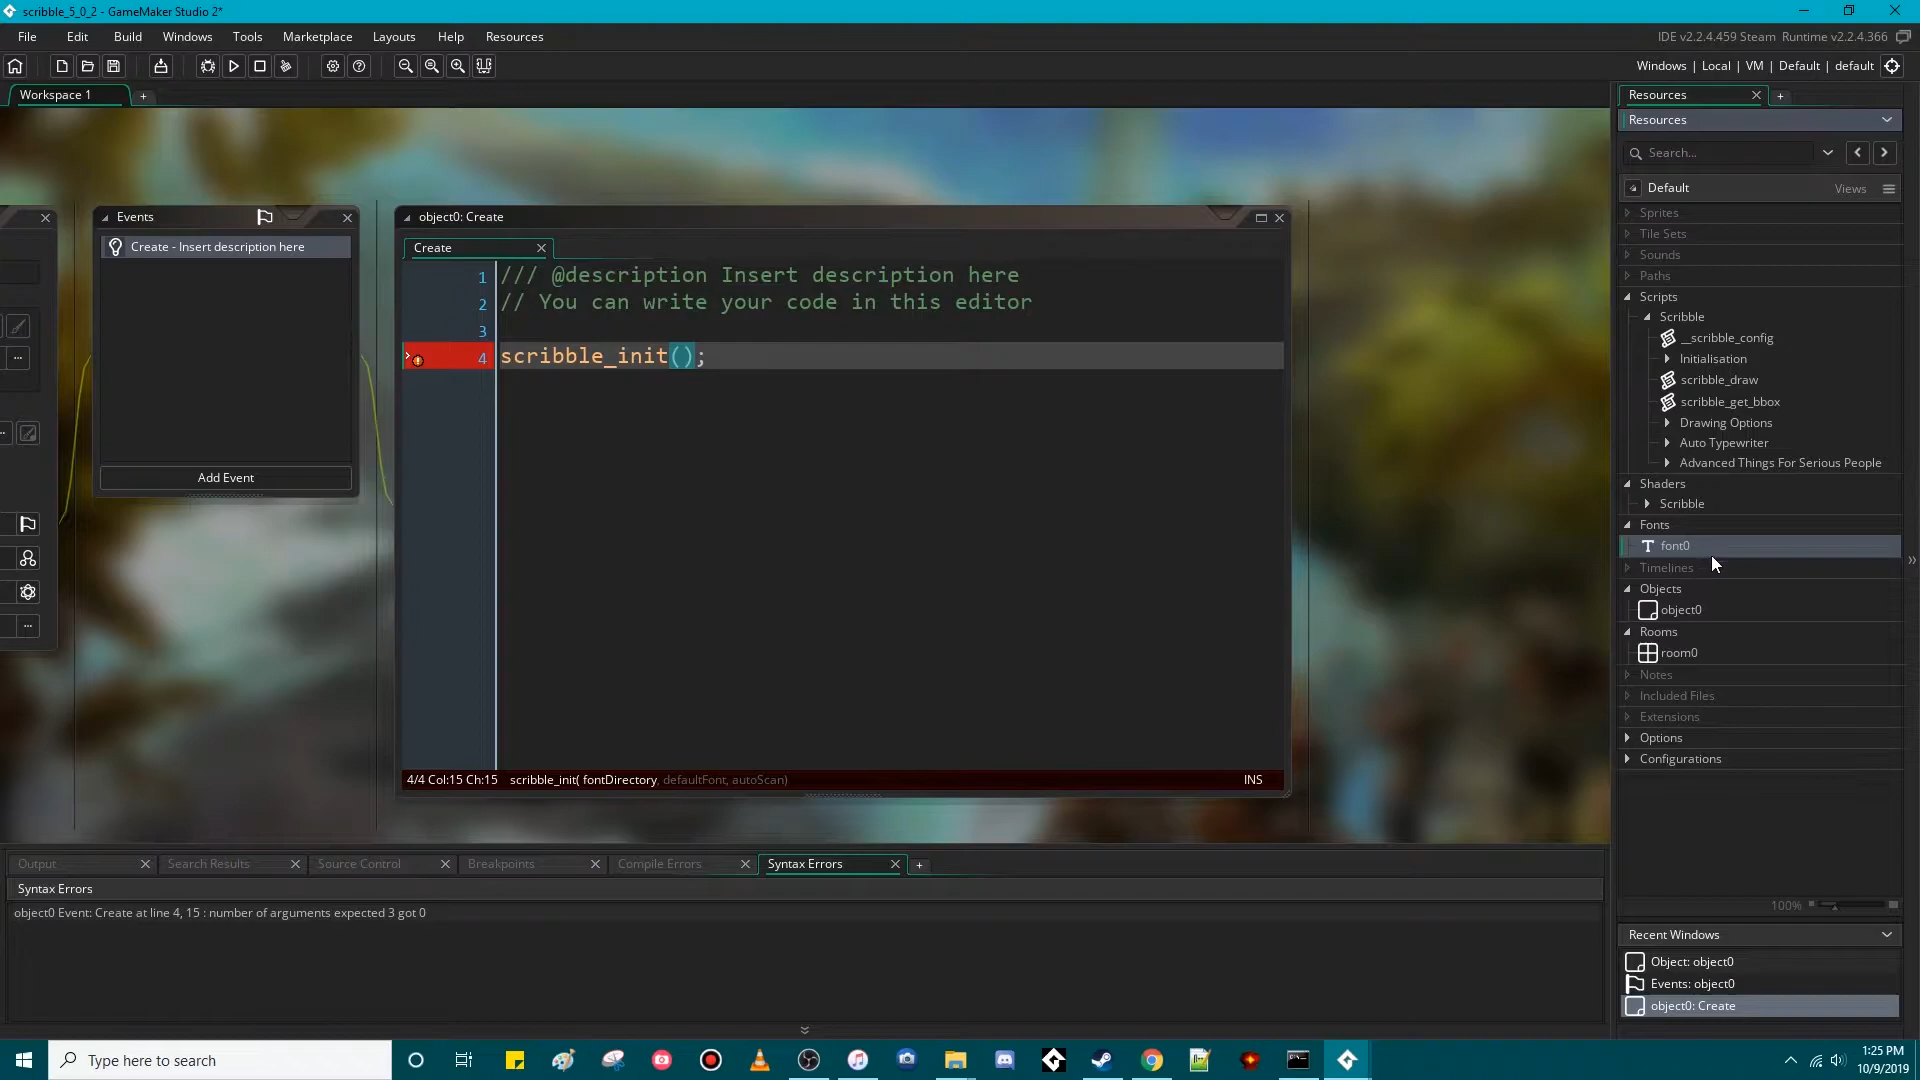 scribble_5_0_2 - GameMaker Studio 2*
File Edit Build Windows Tools Marketplace Layouts Help Resources
IDE v2.2.4.459 Steam Runtime v2.2.4.366
Windows | Local | VM | Default | default
Workspace 1
Events
Create - Insert description here
Add Event
object0: Create
Create
1 /// @description Insert description here
2 // You can write your code in this editor
3
4 scribble_init();
4/4 Col:15 Ch:15 scribble_init( fontDirectory, defaultFont, autoScan)
INS
Resources
Resources
Search...
Default
Views
Sprites
Tile Sets
Sounds
Paths
Scripts
Scribble
__scribble_config
Initialisation
scribble_draw
scribble_get_bbox
Drawing Options
Auto Typewriter
Advanced Things For Serious People
Shaders
Scribble
Fonts
font0
Timelines
Objects
object0
Rooms
room0
Notes
Included Files
Extensions
Options
Configurations
100%
Recent Windows
Object: object0
Events: object0
object0: Create
Output Search Results Source Control Breakpoints Compile Errors Syntax Errors
Syntax Errors
object0 Event: Create at line 4, 15 : number of arguments expected 3 got 0
Type here to search
1:25 PM
10/9/2019